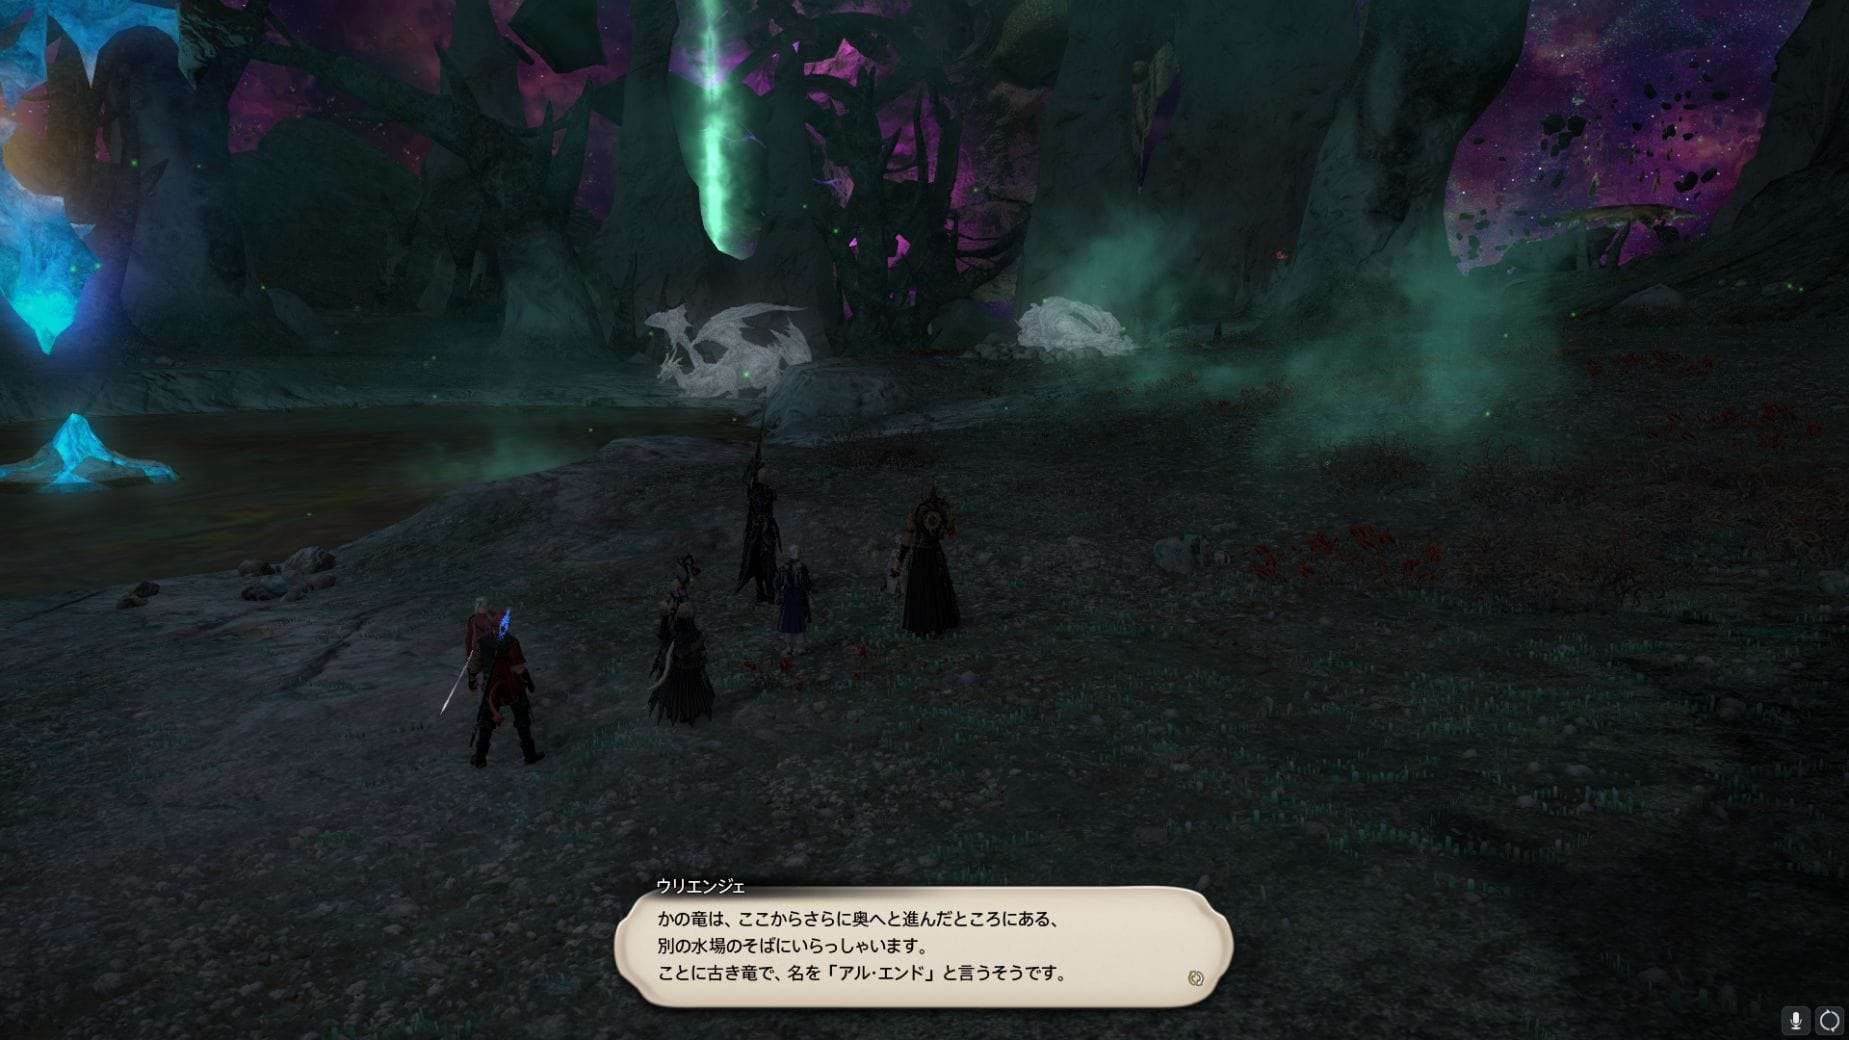 ウリエンジェ
かの竜は、ここからさらに奥へと進んだところにある、
別の水場のそばにいらっしゃいます。
ことに古き竜で、名を「アル・エンド」と言うそうです。